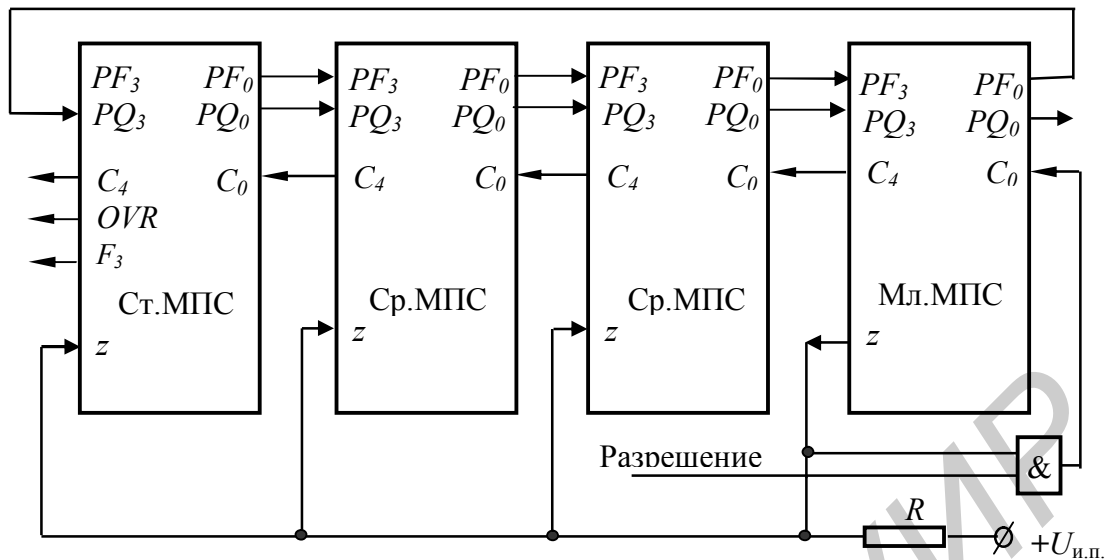 PF₃ PF₀ PF₃ PF₀ PF₃ PF₀ PF₃ PF₀
PQ₃ PQ₀ PQ₃ PQ₀ PQ₃ PQ₀ PQ₃ PQ₀
C₄ C₀ C₄ C₀ C₄ C₀ C₄ C₀
OVR
F₃
Ст.МПС Ср.МПС Ср.МПС Мл.МПС
z z z z
Разрешение &
R
+Uи.п.